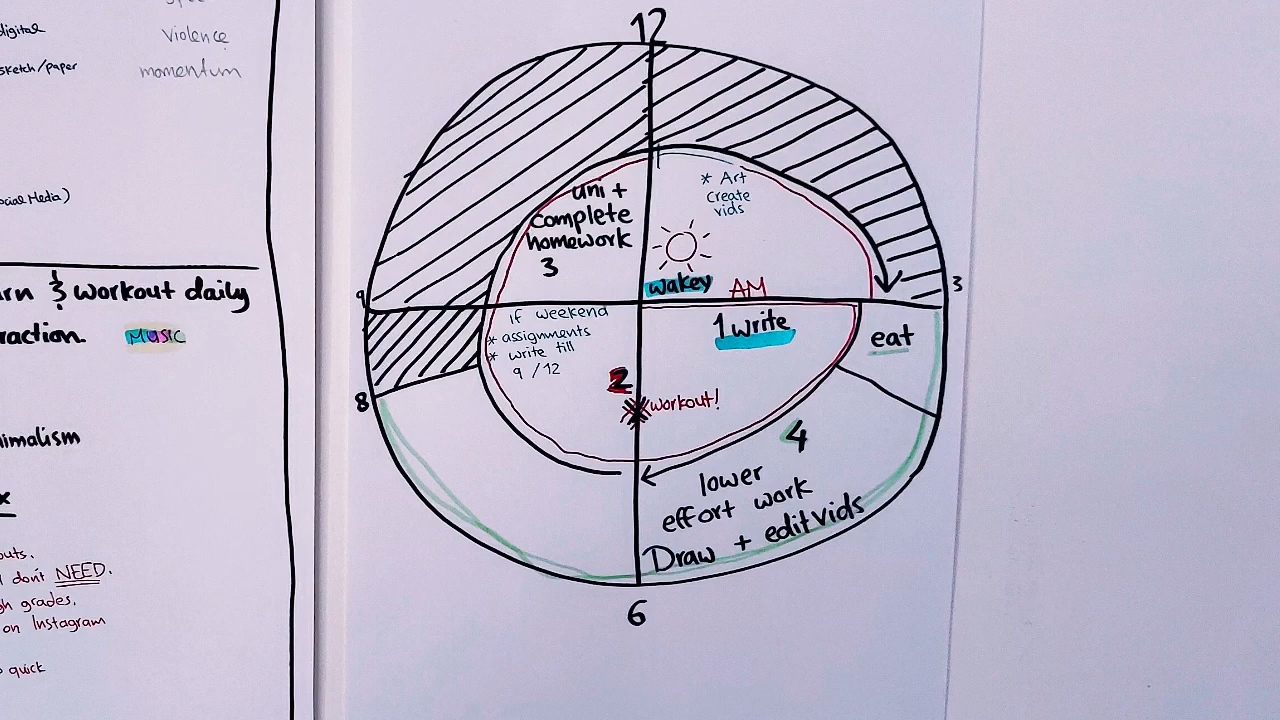 digital
violence
sketch/paper
momentum
ocial Media)
& workout daily
raction.
MUSIC
nimalism
x
outs.
I don't NEED.
gh grades.
on Instagram
quick
12
9
3
8
6
uni +
complete
homework
3
* Art
create
vids
wakey
AM
if weekend
* assignments
* write till
9 / 12
1 write
eat
2
workout!
4
lower
effort work
Draw + edit vids